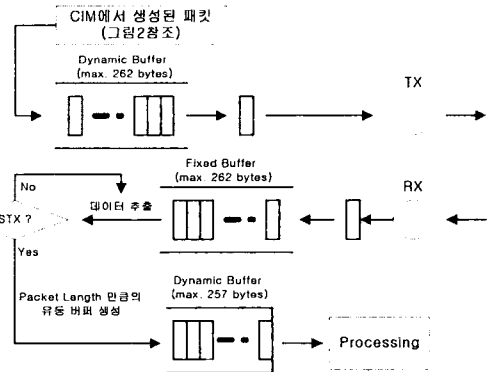 CIM에서 생성된 패킷
(그림2참조)
Dynamic Buffer
(max. 262 bytes)
TX
Fixed Buffer
(max. 262 bytes)
RX
No
데이터 추출
STX ?
Yes
Dynamic Buffer
(max. 257 bytes)
Packet Length 만큼의
유동 버퍼 생성
Processing